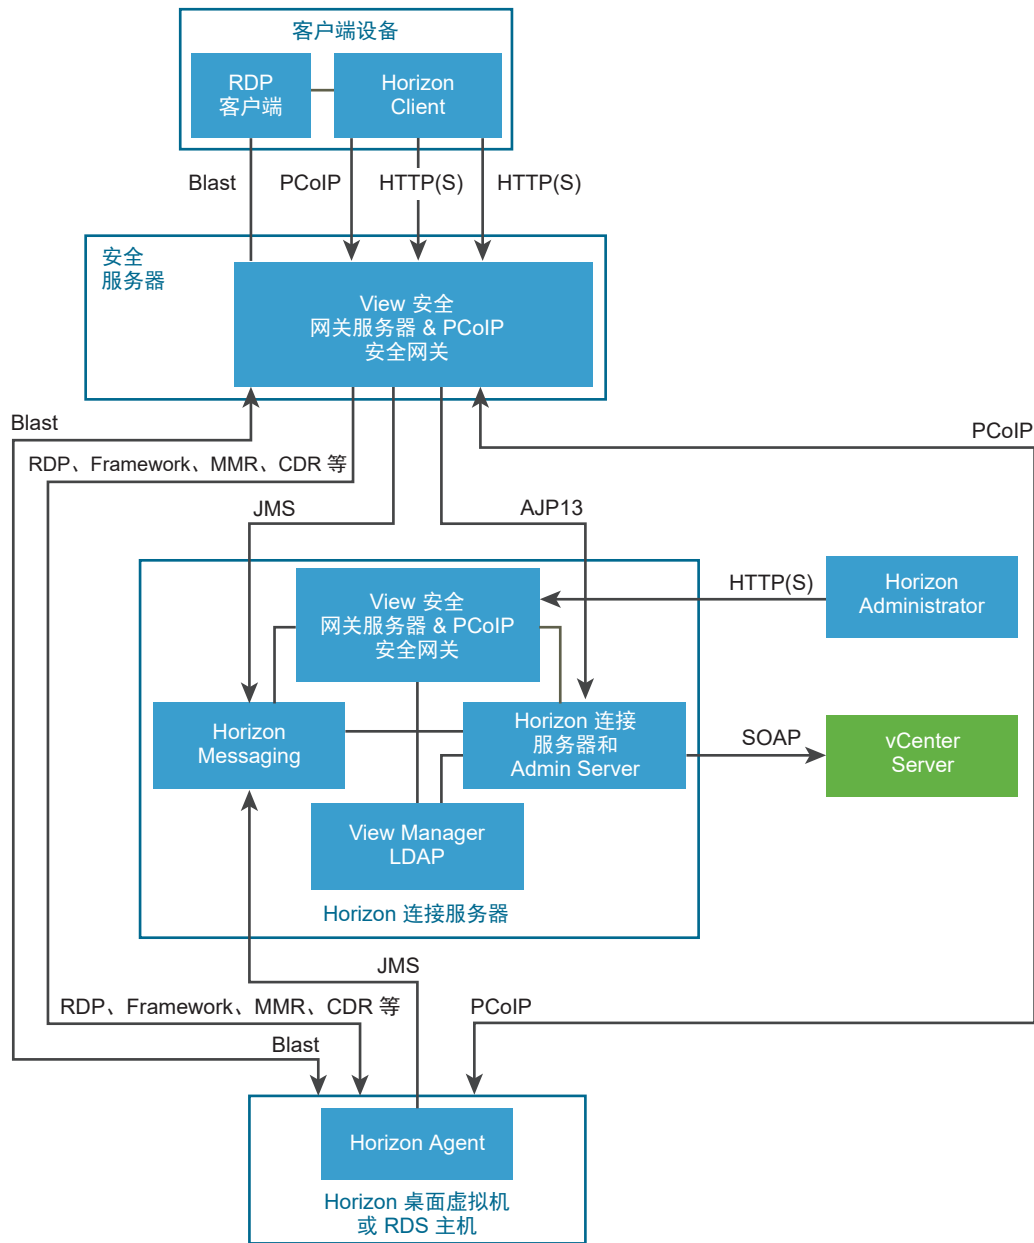 客户端设备
RDP
客户端
Horizon
Client
Blast
PCoIP
HTTP(S)
HTTP(S)
安全
服务器
View 安全
网关服务器 & PCoIP
安全网关
Blast
PCoIP
RDP、Framework、MMR、CDR 等
JMS
AJP13
View 安全
网关服务器 & PCoIP
安全网关
HTTP(S)
Horizon
Administrator
Horizon
Messaging
Horizon 连接
服务器和
Admin Server
SOAP
vCenter
Server
View Manager
LDAP
Horizon 连接服务器
JMS
RDP、Framework、MMR、CDR 等
PCoIP
Blast
Horizon Agent
Horizon 桌面虚拟机
或 RDS 主机